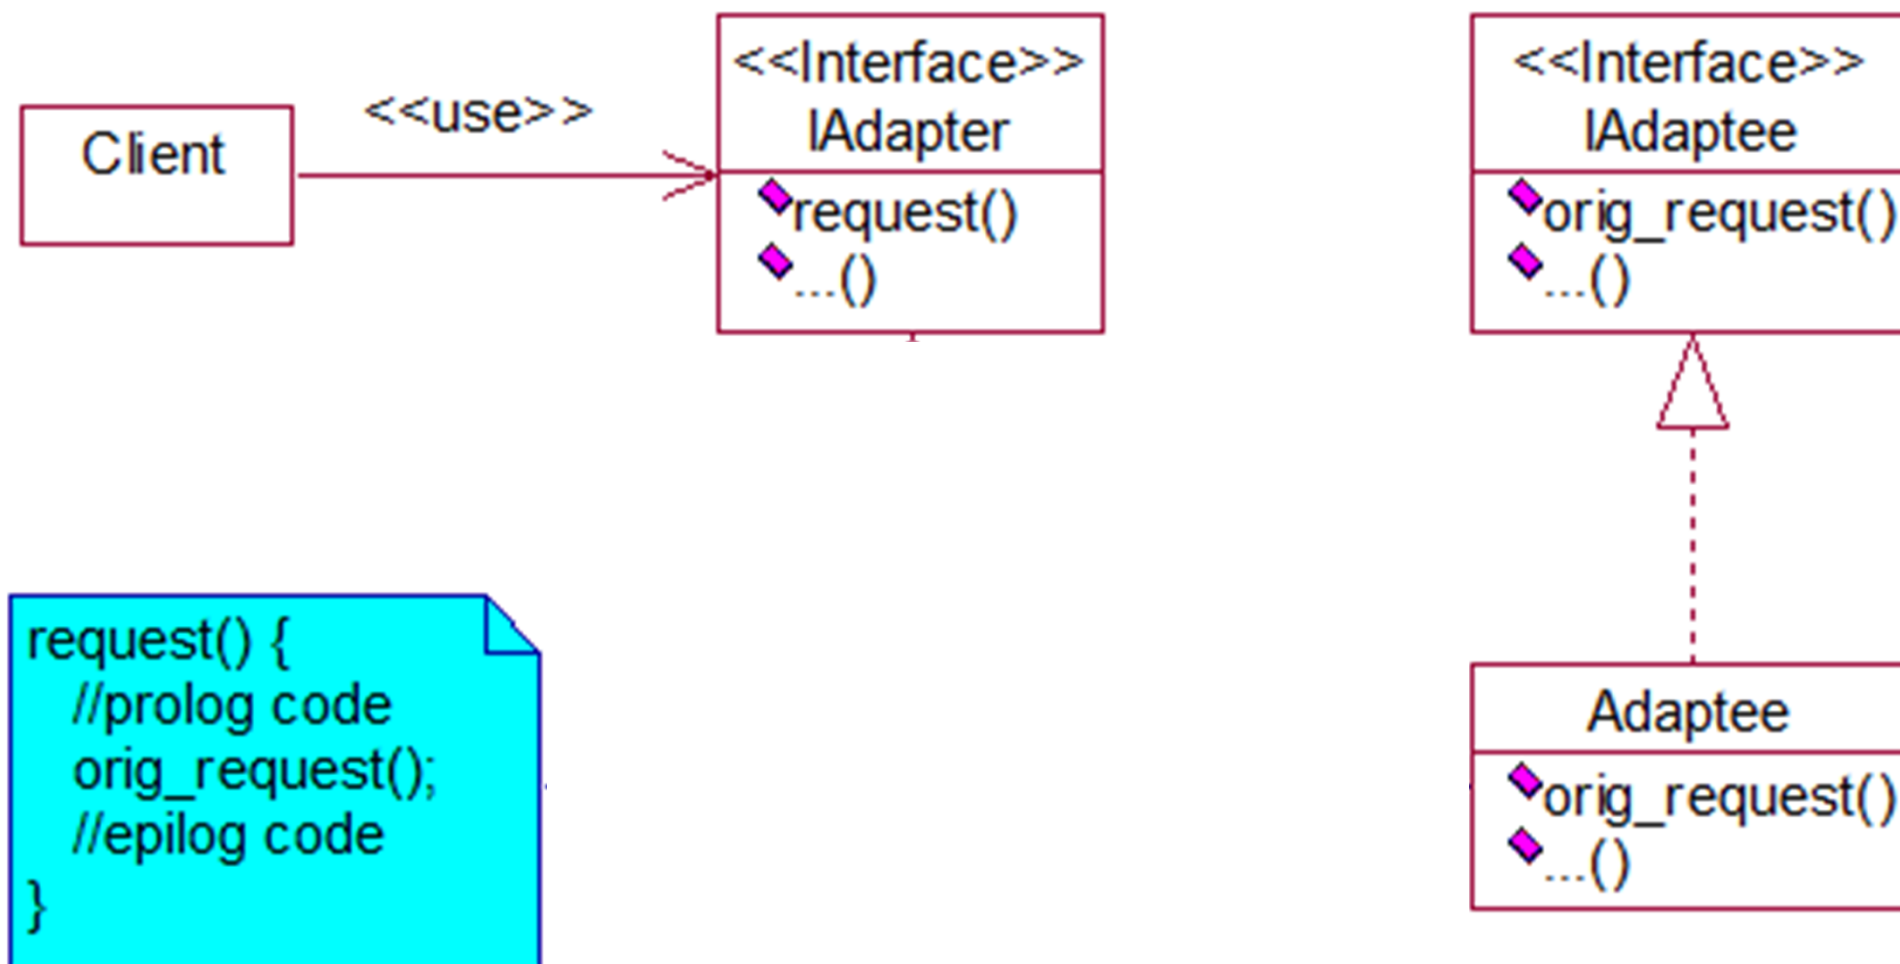 Client
<<use>>
<<Interface>>
IAdapter
request()
...()
<<Interface>>
IAdaptee
orig_request()
...()
request() {
//prolog code
orig_request();
//epilog code
}
Adaptee
orig_request()
...()